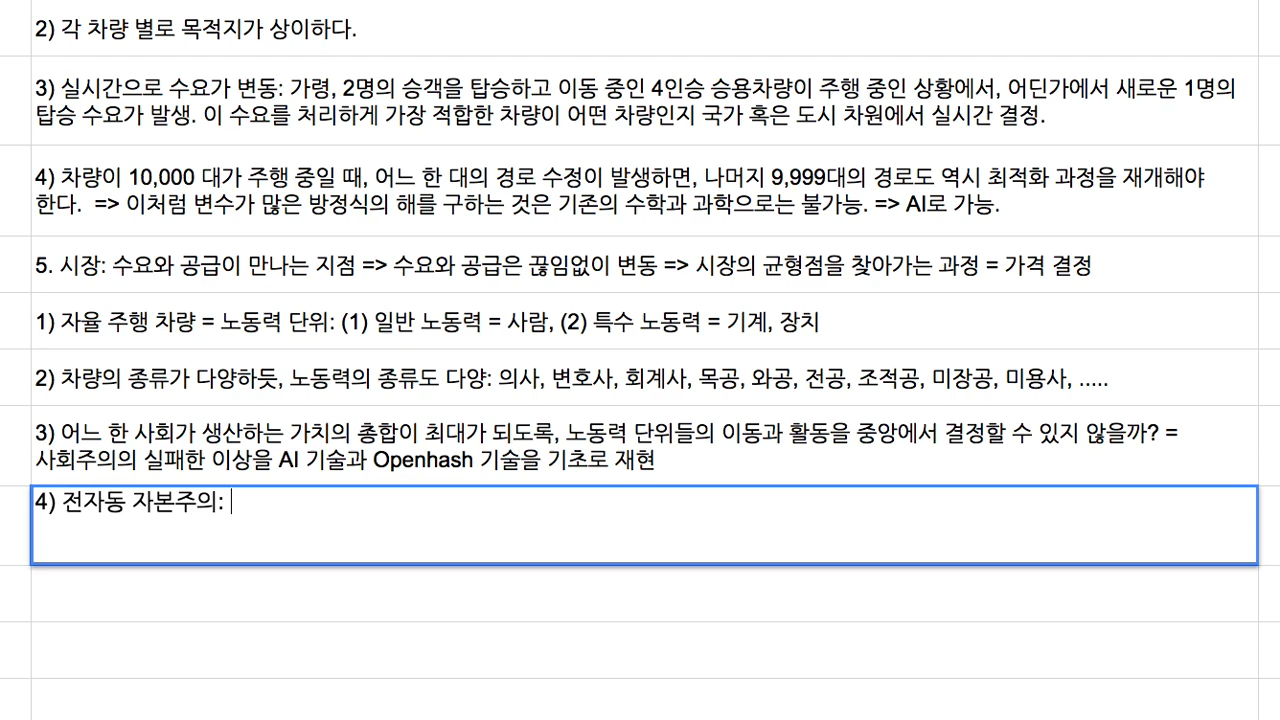 2) 각 차량 별로 목적지가 상이하다.
3) 실시간으로 수요가 변동: 가령, 2명의 승객을 탑승하고 이동 중인 4인승 승용차량이 주행 중인 상황에서, 어딘가에서 새로운 1명의
탑승 수요가 발생. 이 수요를 처리하게 가장 적합한 차량이 어떤 차량인지 국가 혹은 도시 차원에서 실시간 결정.
4) 차량이 10,000 대가 주행 중일 때, 어느 한 대의 경로 수정이 발생하면, 나머지 9,999대의 경로도 역시 최적화 과정을 재개해야
한다.  => 이처럼 변수가 많은 방정식의 해를 구하는 것은 기존의 수학과 과학으로는 불가능. => AI로 가능.
5. 시장: 수요와 공급이 만나는 지점 => 수요와 공급은 끊임없이 변동 => 시장의 균형점을 찾아가는 과정 = 가격 결정
1) 자율 주행 차량 = 노동력 단위: (1) 일반 노동력 = 사람, (2) 특수 노동력 = 기계, 장치
2) 차량의 종류가 다양하듯, 노동력의 종류도 다양: 의사, 변호사, 회계사, 목공, 와공, 전공, 조적공, 미장공, 미용사, .....
3) 어느 한 사회가 생산하는 가치의 총합이 최대가 되도록, 노동력 단위들의 이동과 활동을 중앙에서 결정할 수 있지 않을까? =
사회주의의 실패한 이상을 AI 기술과 Openhash 기술을 기초로 재현
4) 전자동 자본주의: